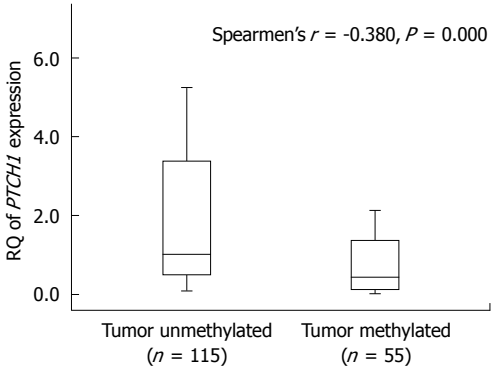 Spearmen's r = -0.380, P = 0.000
RQ of PTCH1 expression
6.0
4.0
2.0
0.0
Tumor unmethylated
(n = 115)
Tumor methylated
(n = 55)